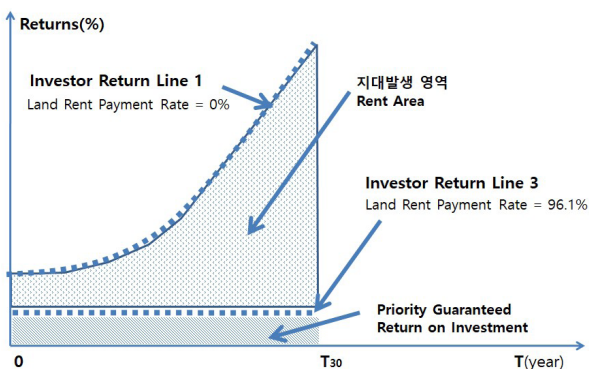 Returns(%)
Investor Return Line 1
Land Rent Payment Rate = 0%
지대발생 영역
Rent Area
Investor Return Line 3
Land Rent Payment Rate = 96.1%
Priority Guaranteed
Return on Investment
0
T30
T(year)